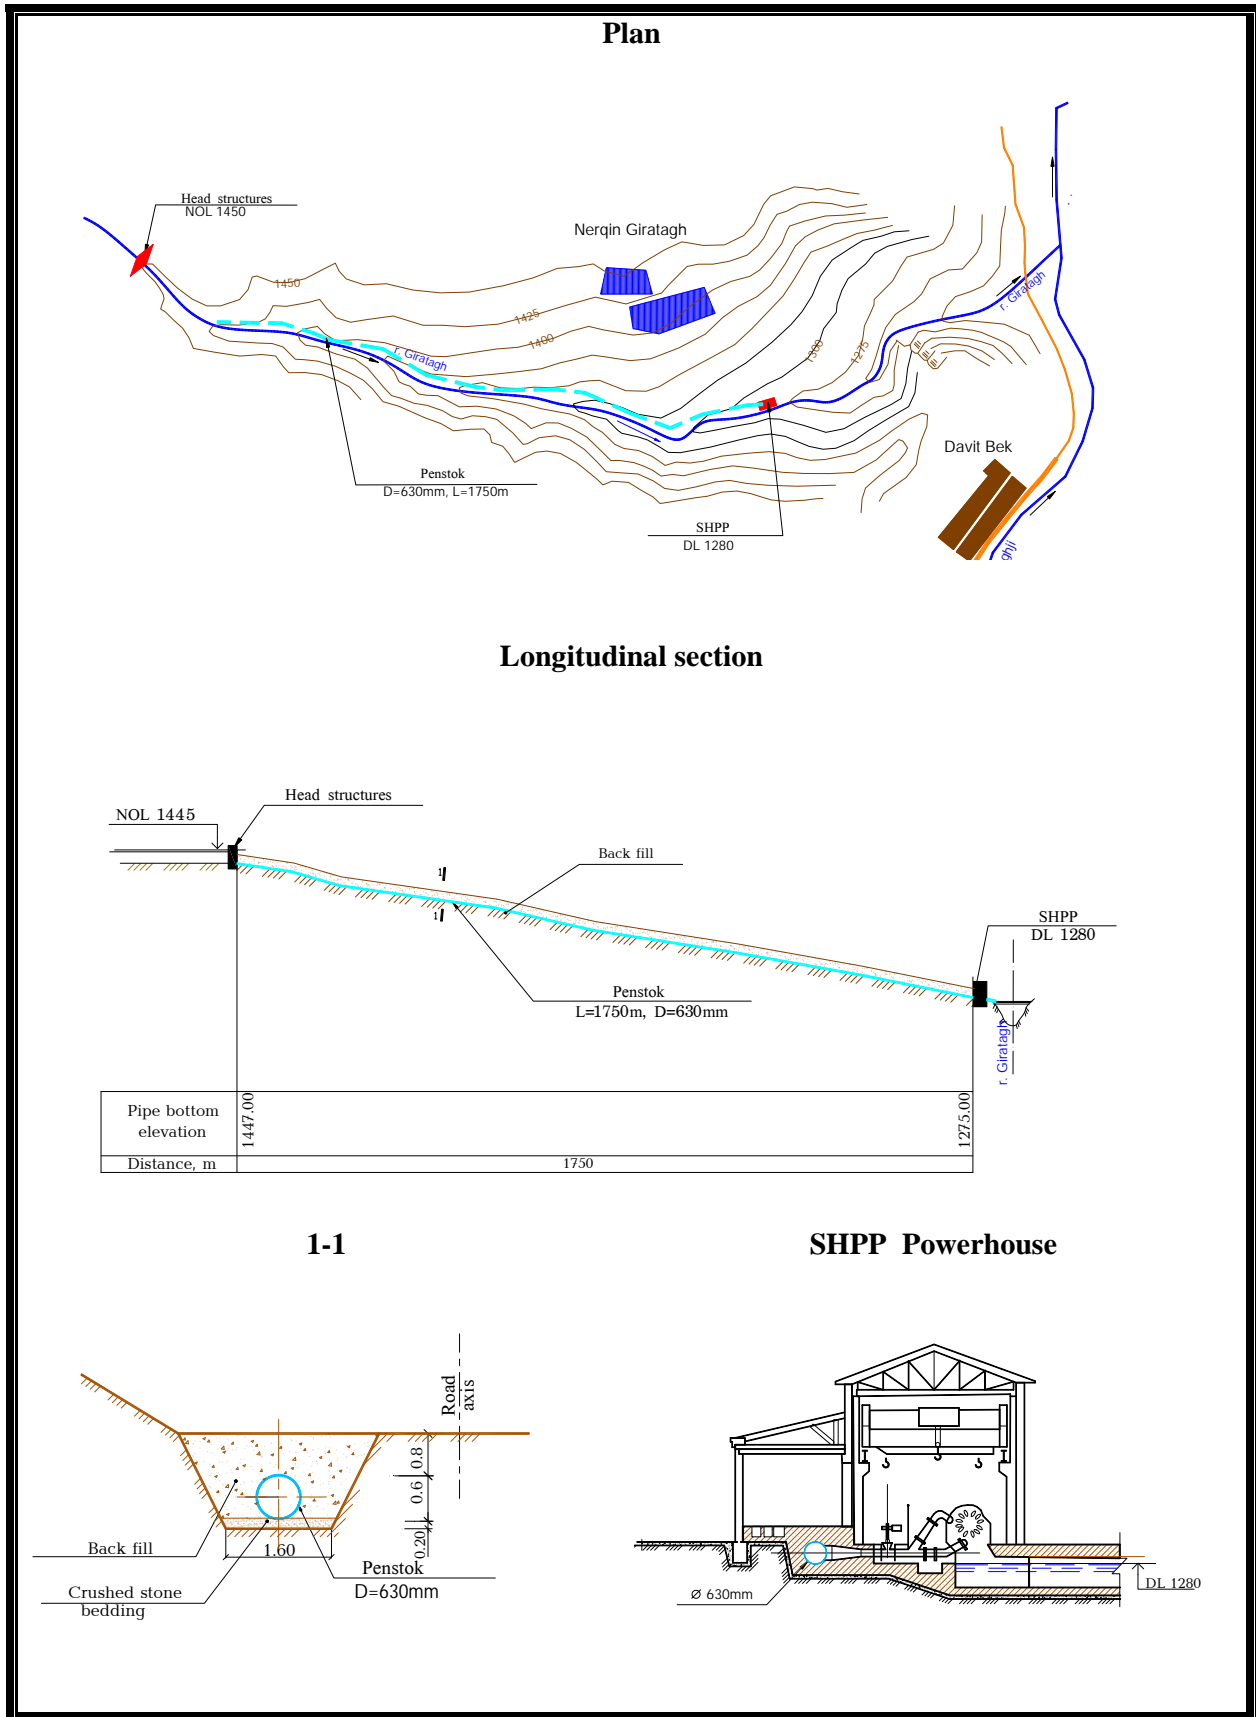 Plan
Head structures
NOL 1450
Nerqin Giratagh
1450
1425
1400
1300
1275
r. Giratagh
r. Giratagh
Davit Bek
Penstok
D=630mm, L=1750m
SHPP
DL 1280
ghji
Longitudinal section
Head structures
NOL 1445
Back fill
1
1
SHPP
DL 1280
Penstok
L=1750m, D=630mm
r. Giratagh
Pipe bottom
elevation
1447.00
1275.00
Distance, m
1750
1-1
SHPP Powerhouse
Road
axis
0.8
0.6
0.20
1.60
Back fill
Penstok
D=630mm
Crushed stone
bedding
Ø 630mm
DL 1280